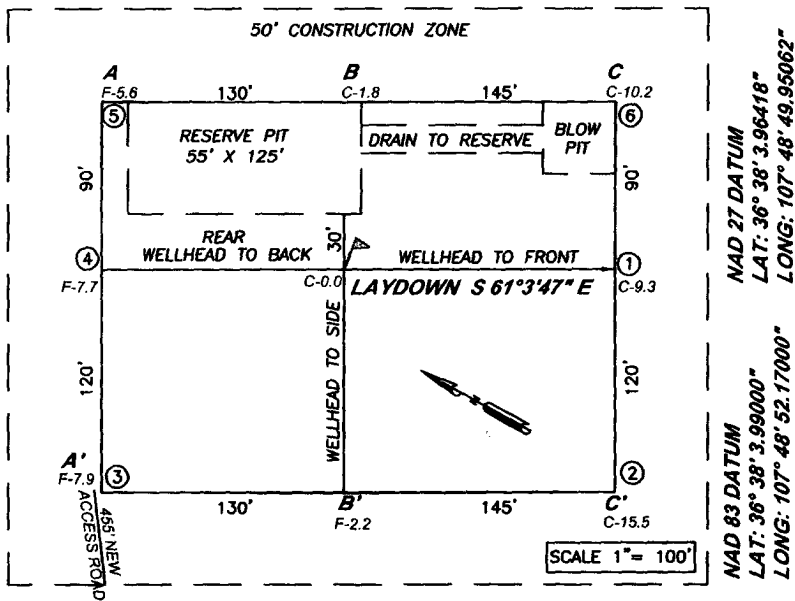 50' CONSTRUCTION ZONE
A
B
C
F-5.6
130'
C-1.8
145'
C-10.2
5
6
RESERVE PIT
55' X 125'
DRAIN TO RESERVE
BLOW
PIT
90'
90'
REAR
WELLHEAD TO BACK
30'
WELLHEAD TO FRONT
4
1
F-7.7
C-0.0
LAYDOWN S 61°3'47" E
C-9.3
WELLHEAD TO SIDE
120'
120'
A'
F-7.9
3
2
130'
B'
145'
C'
F-2.2
C-15.5
455' NEW
ACCESS ROAD
SCALE 1"= 100'
NAD 27 DATUM
LAT: 36° 38' 3.96418"
LONG: 107° 48' 49.95062"
NAD 83 DATUM
LAT: 36° 38' 3.99000"
LONG: 107° 48' 52.17000"